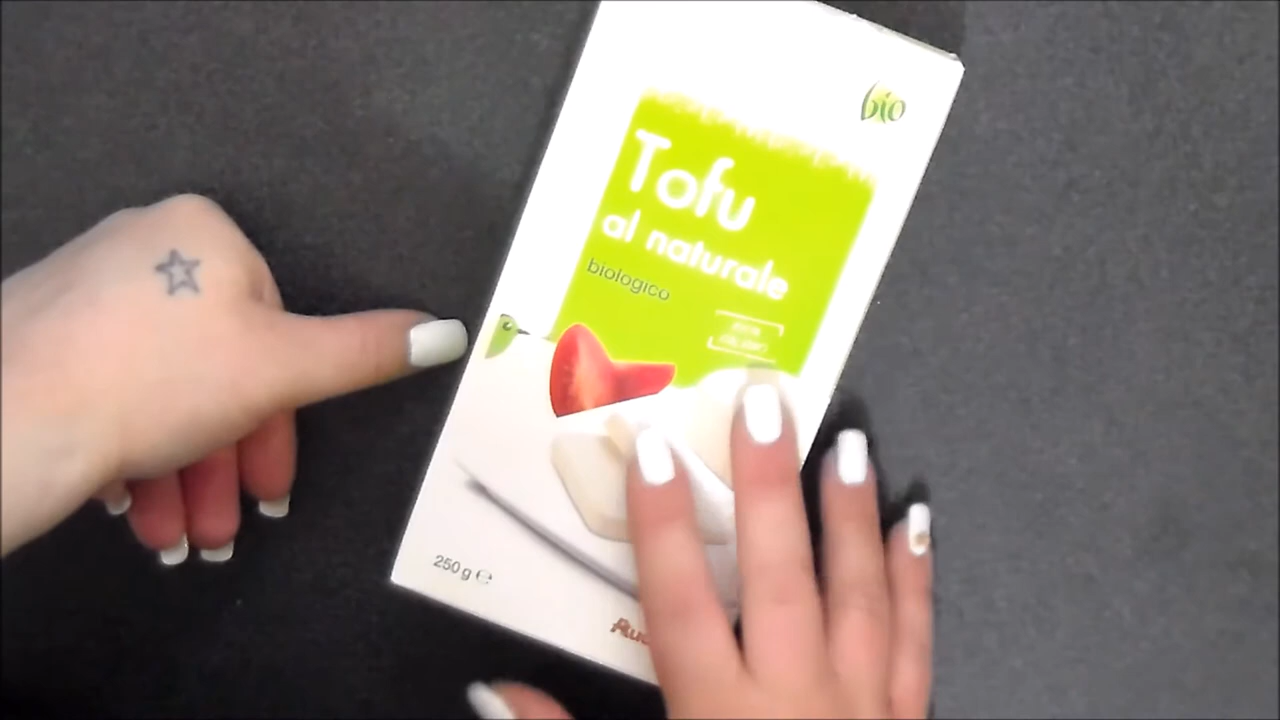 bio
Tofu
al naturale
biologico
250 g e